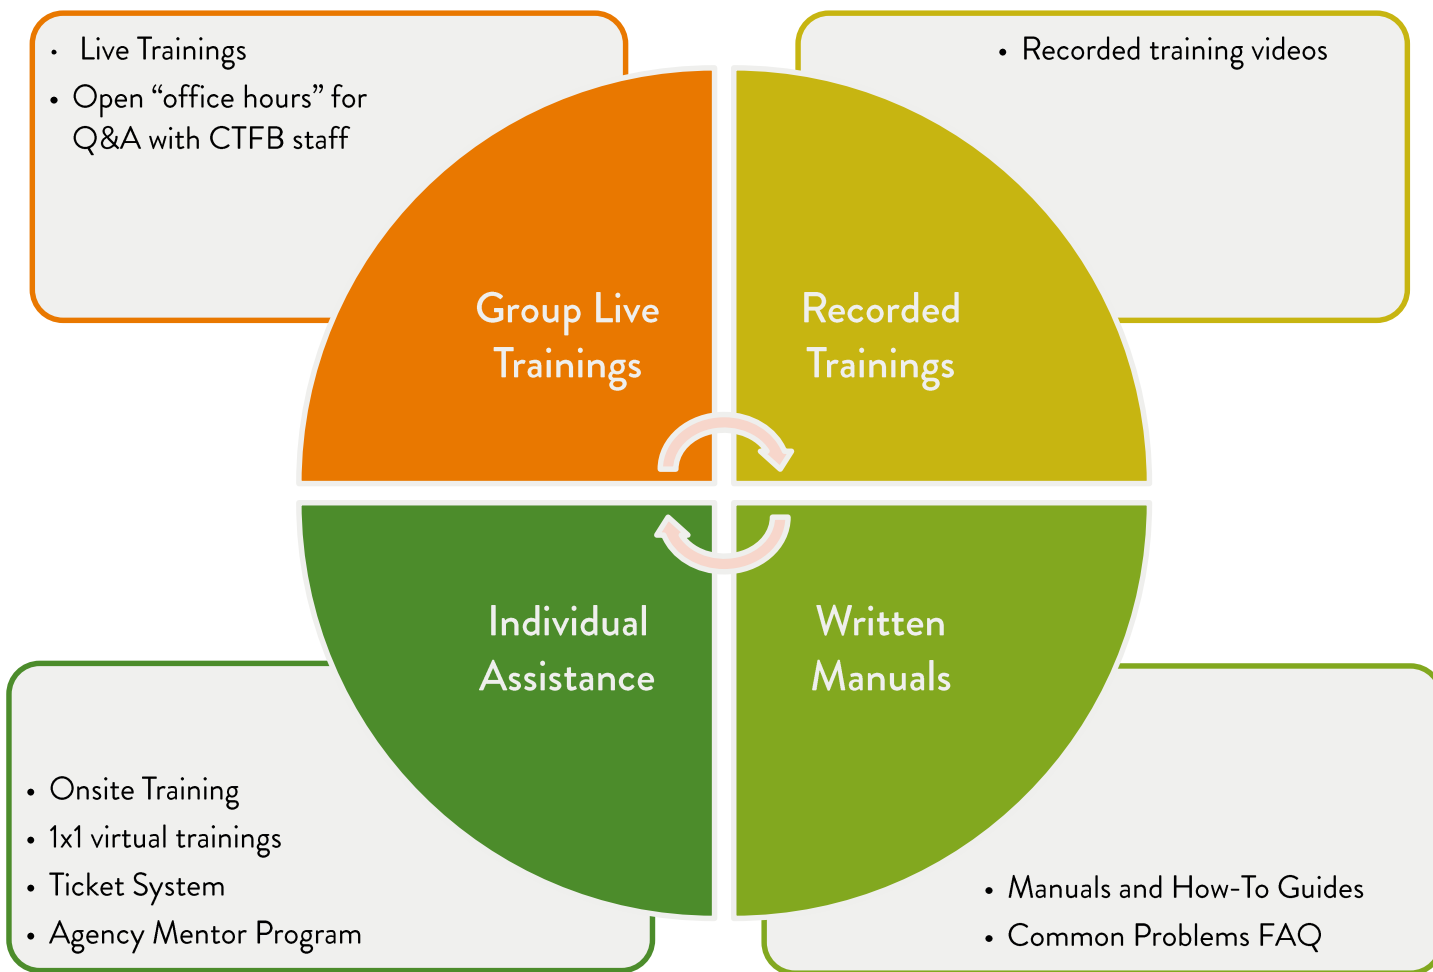 • Live Trainings
• Open “office hours” for
Q&A with CTFB staff
• Recorded training videos
Group Live
Trainings
Recorded
Trainings
Individual
Assistance
Written
Manuals
• Onsite Training
• 1x1 virtual trainings
• Ticket System
• Agency Mentor Program
• Manuals and How-To Guides
• Common Problems FAQ